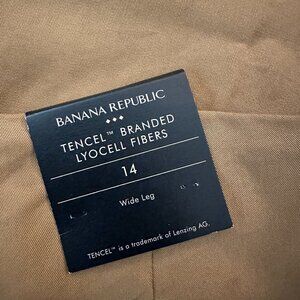 BANANA REPUBLIC
TENCEL™ BRANDED
LYOCELL FIBERS
14
Wide Leg
TENCEL™ is a trademark of Lenzing AG.